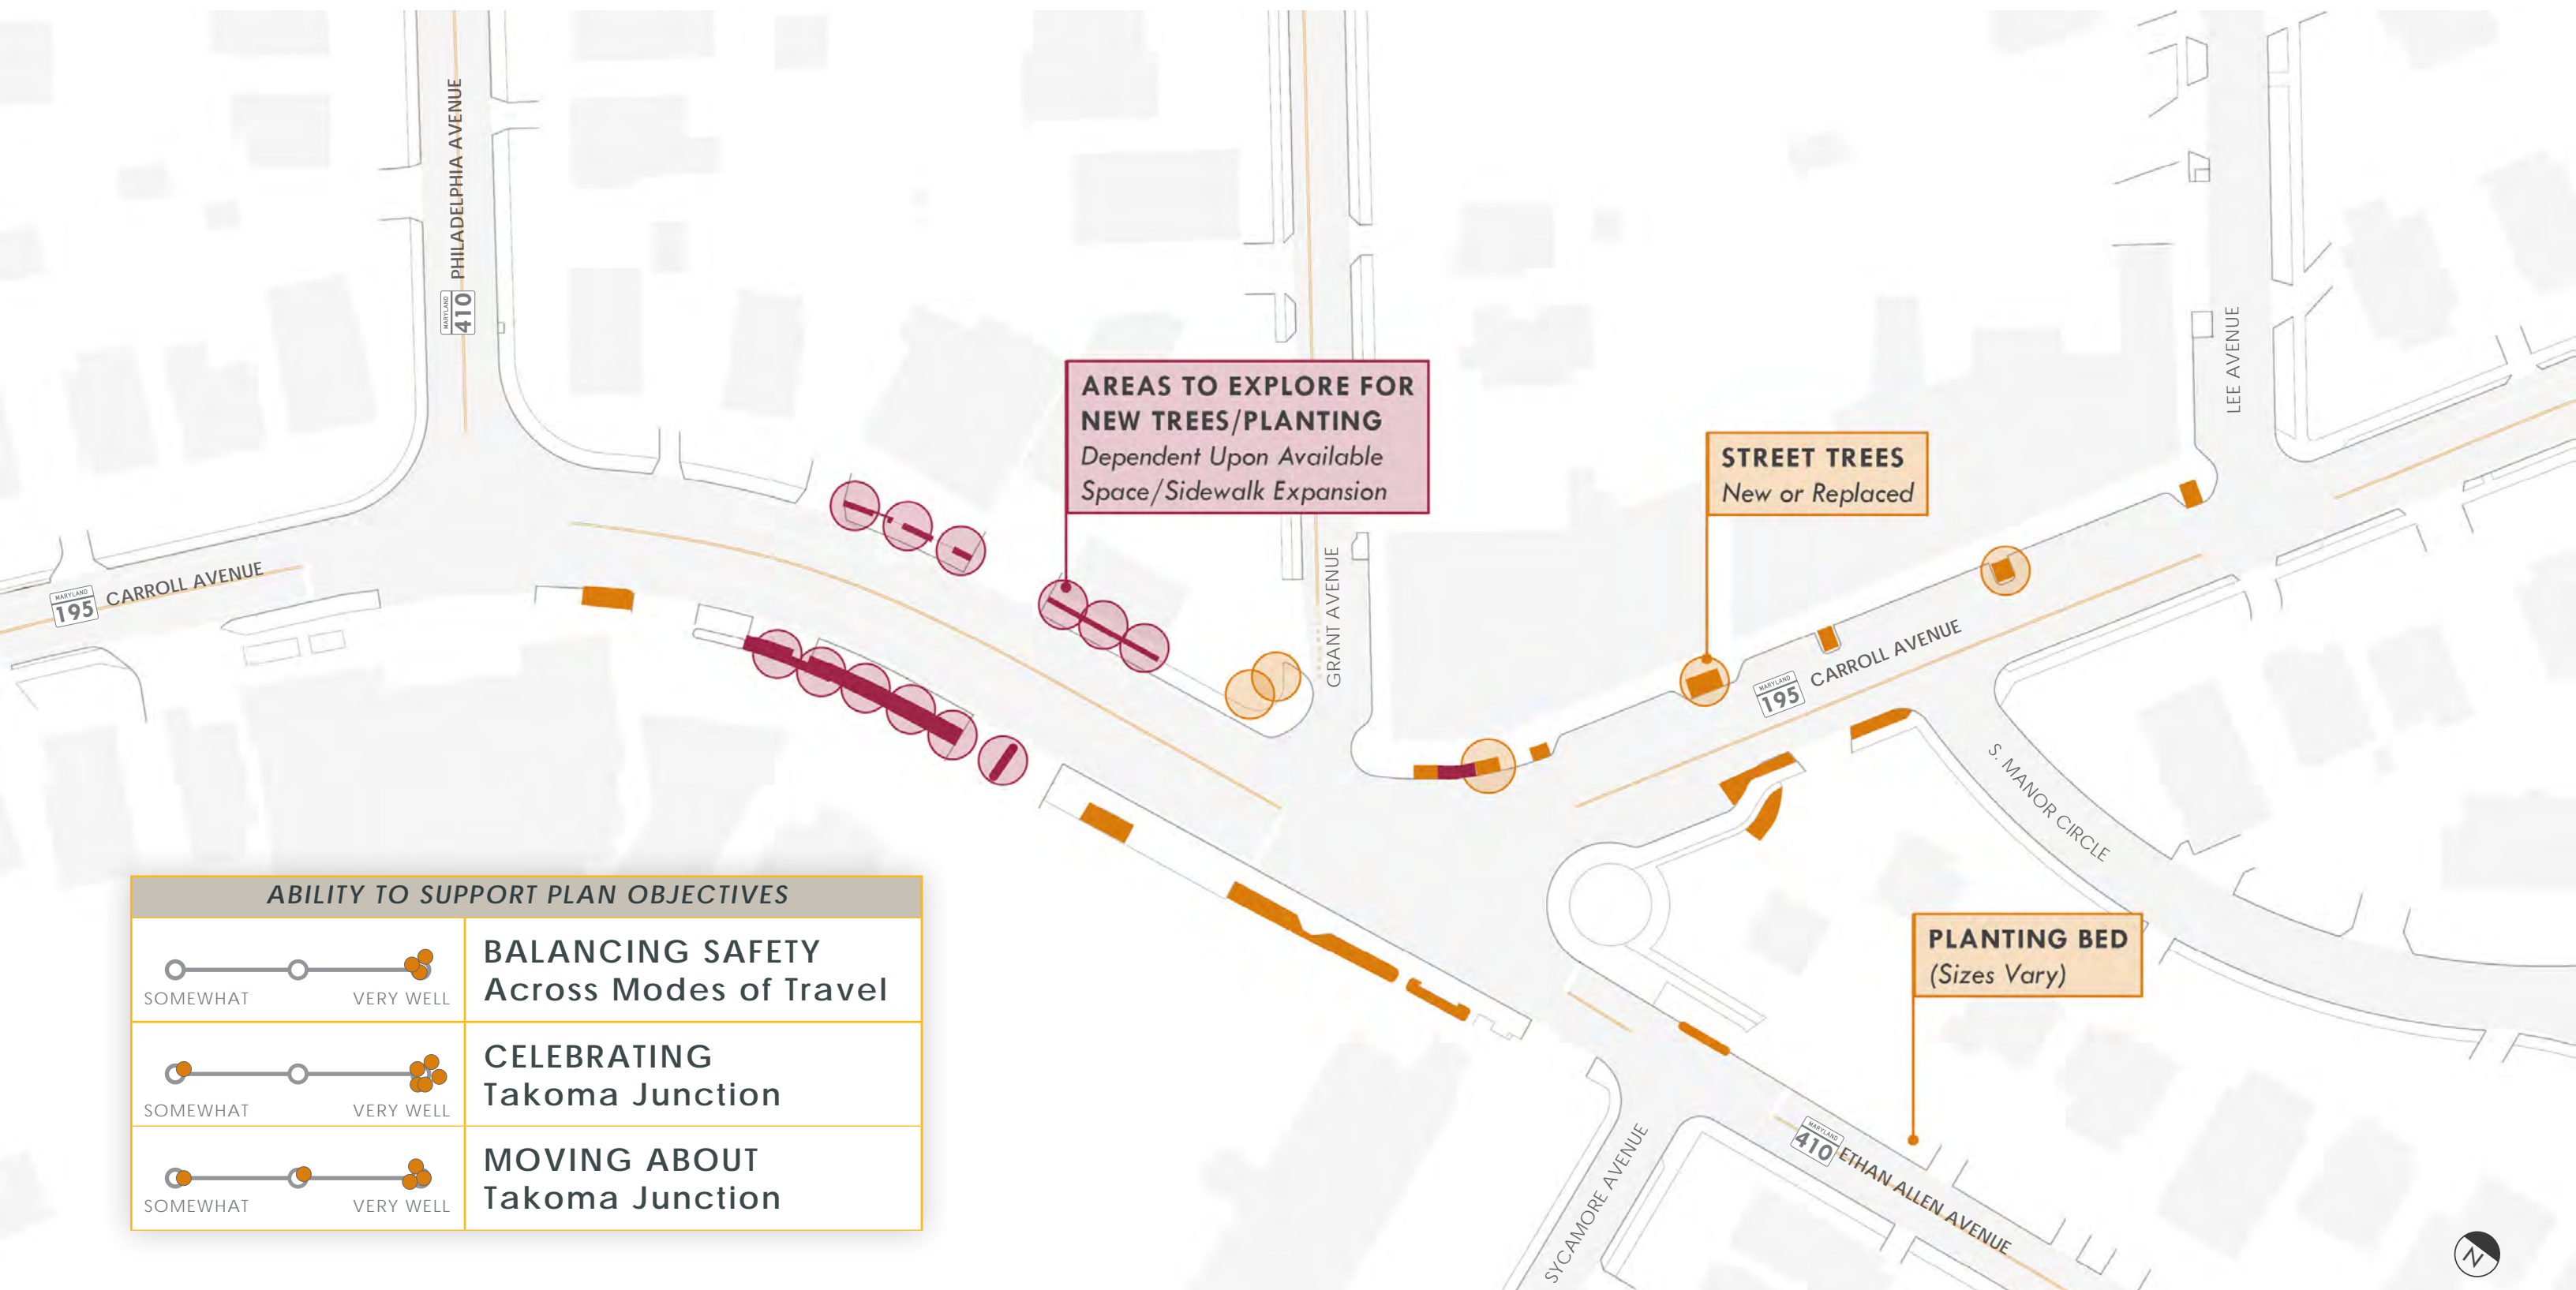 PHILADELPHIA AVENUE
MARYLAND
410
AREAS TO EXPLORE FOR
NEW TREES/PLANTING
Dependent Upon Available
Space/Sidewalk Expansion
STREET TREES
New or Replaced
LEE AVENUE
MARYLAND
195
CARROLL AVENUE
GRANT AVENUE
MARYLAND
195
CARROLL AVENUE
S. MANOR CIRCLE
ABILITY TO SUPPORT PLAN OBJECTIVES
SOMEWHAT
VERY WELL
BALANCING SAFETY
Across Modes of Travel
SOMEWHAT
VERY WELL
CELEBRATING
Takoma Junction
SOMEWHAT
VERY WELL
MOVING ABOUT
Takoma Junction
PLANTING BED
(Sizes Vary)
MARYLAND
410
ETHAN ALLEN AVENUE
SYCAMORE AVENUE
N